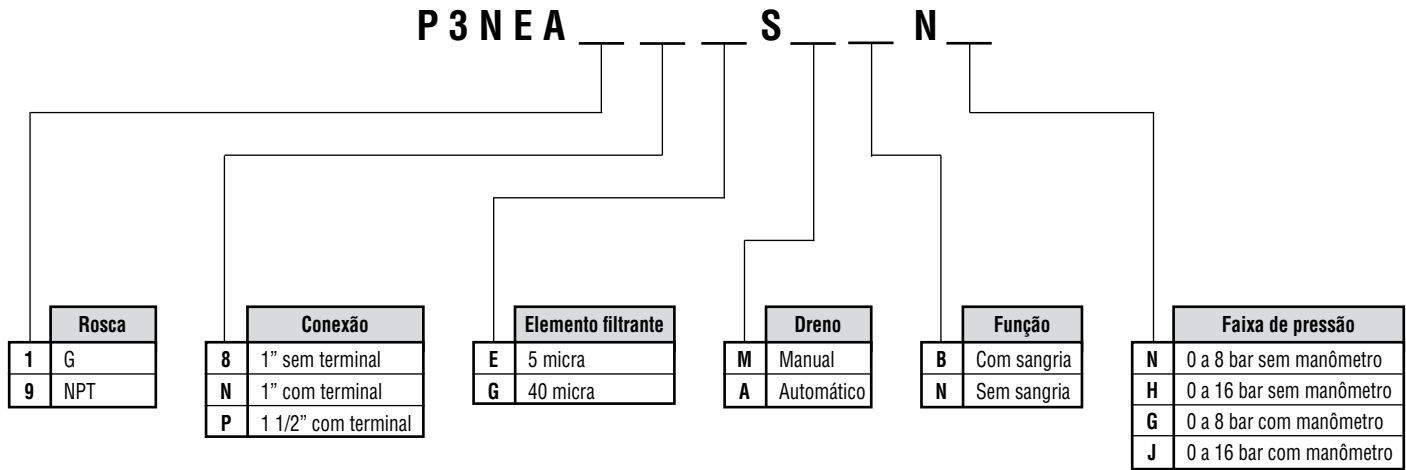 P 3 N E A __ __ __ S __ __ N __
Rosca
1 G
9 NPT
Conexão
8 1” sem terminal
N 1” com terminal
P 1 1/2” com terminal
Elemento filtrante
E 5 micra
G 40 micra
Dreno
M Manual
A Automático
Função
B Com sangria
N Sem sangria
Faixa de pressão
N 0 a 8 bar sem manômetro
H 0 a 16 bar sem manômetro
G 0 a 8 bar com manômetro
J 0 a 16 bar com manômetro